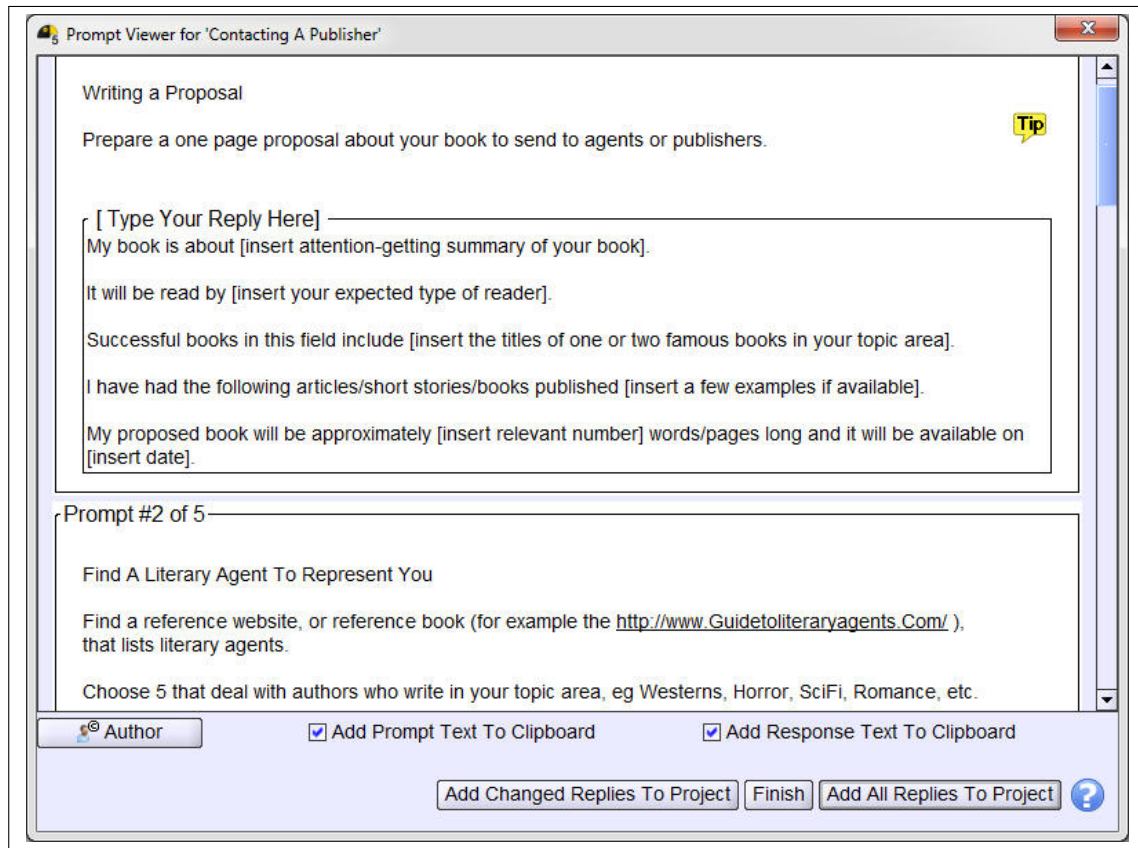 5 Prompt Viewer for 'Contacting A Publisher'
Writing a Proposal
Prepare a one page proposal about your book to send to agents or publishers.
Tip
[ Type Your Reply Here]
My book is about [insert attention-getting summary of your book].
It will be read by [insert your expected type of reader].
Successful books in this field include [insert the titles of one or two famous books in your topic area].
I have had the following articles/short stories/books published [insert a few examples if available].
My proposed book will be approximately [insert relevant number] words/pages long and it will be available on
[insert date].
Prompt #2 of 5
Find A Literary Agent To Represent You
Find a reference website, or reference book (for example the http://www.Guidetoliteraryagents.Com/ ),
that lists literary agents.
Choose 5 that deal with authors who write in your topic area, eg Westerns, Horror, SciFi, Romance, etc.
© Author
Add Prompt Text To Clipboard
Add Response Text To Clipboard
Add Changed Replies To Project
Finish
Add All Replies To Project
?